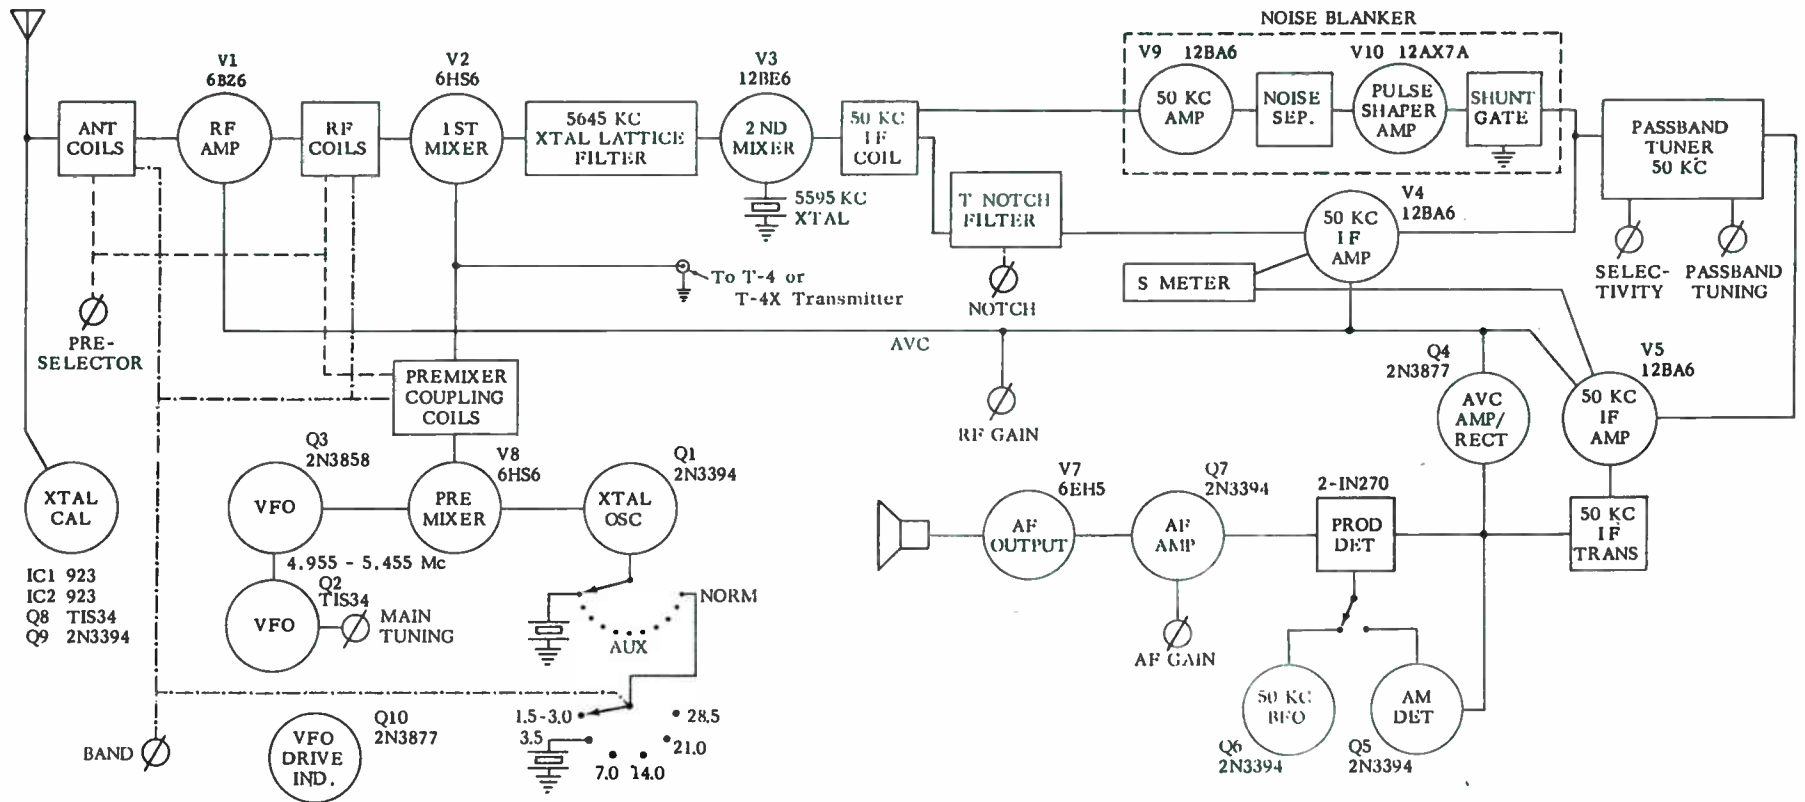 NOISE BLANKER
V9 12BA6
V10 12AX7A
V1
6BZ6
V2
6HS6
V3
12BE6
ANT
COILS
RF
AMP
RF
COILS
1ST
MIXER
5645 KC
XTAL LATTICE
FILTER
2ND
MIXER
50 KC
IF
COIL
50 KC
AMP
NOISE
SEP.
PULSE
SHAPER
AMP
SHUNT
GATE
PASSBAND
TUNER
50 KC
5595 KC
XTAL
T NOTCH
FILTER
V4
12BA6
50 KC
IF
AMP
S METER
To T-4 or
T-4X Transmitter
NOTCH
SELEC-
TIVITY
PASSBAND
TUNING
PRE-
SELECTOR
AVC
PREMIXER
COUPLING
COILS
RF GAIN
Q4
2N3877
AVC
AMP/
RECT
V5
12BA6
50 KC
IF
AMP
XTAL
CAL
Q3
2N3858
VFO
V8
6HS6
PRE
MIXER
Q1
2N3394
XTAL
OSC
V7
6EH5
AF
OUTPUT
Q7
2N3394
AF
AMP
2-IN270
PROD
DET
50 KC
IF
TRANS
IC1 923
IC2 923
Q8 TIS34
Q9 2N3394
4.955 - 5.455 Mc
Q2
TIS34
VFO
MAIN
TUNING
NORM
AUX
AF GAIN
50 KC
BFO
AM
DET
Q6
2N3394
Q5
2N3394
BAND
VFO
DRIVE
IND.
Q10
2N3877
1.5-3.0
3.5
7.0
14.0
21.0
28.5